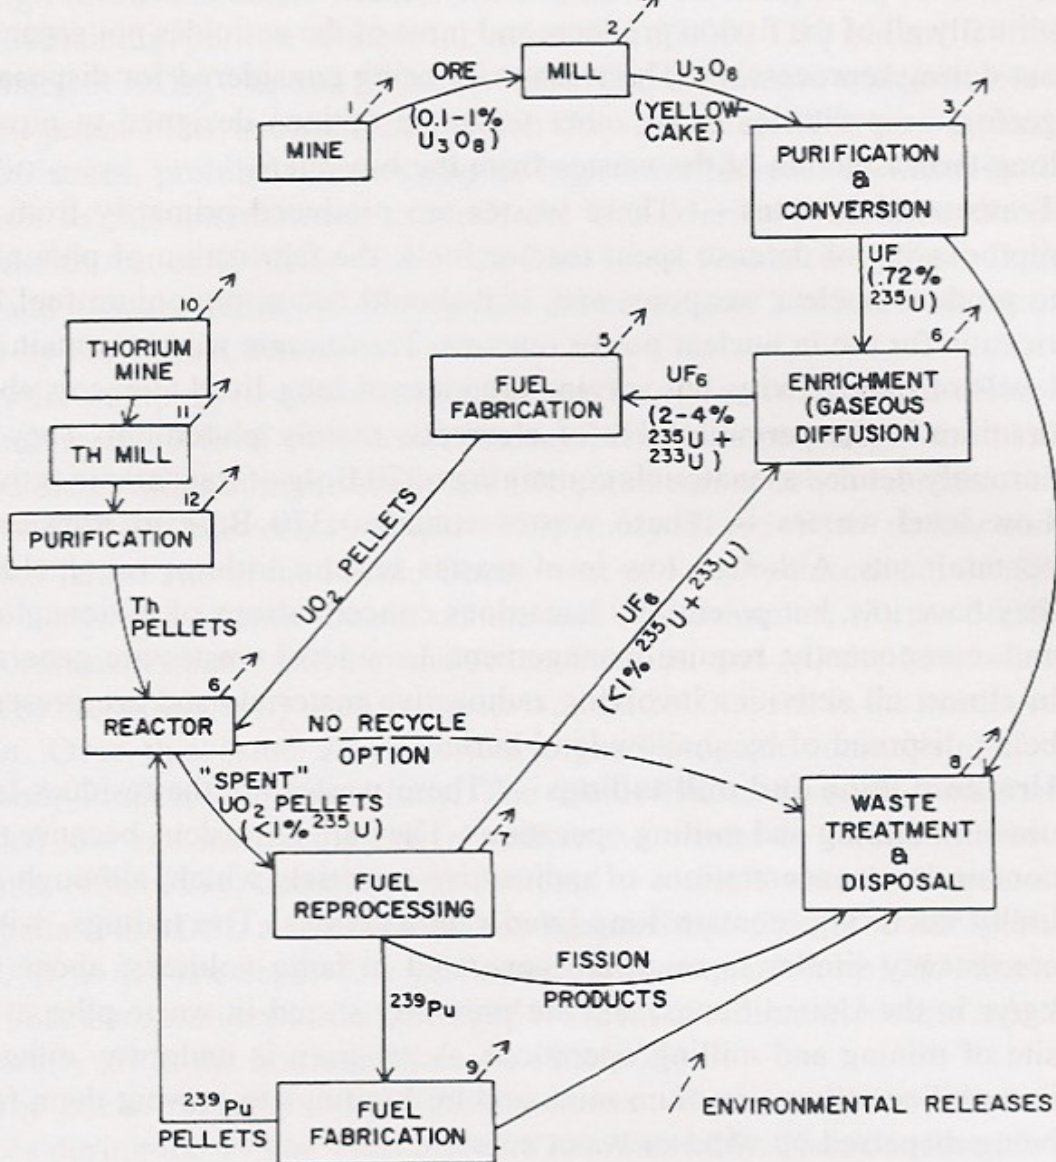 2
MILL
ORE
U3O8
(YELLOW-
CAKE)
1
(0.1-1%
U3O8)
MINE
3
PURIFICATION
&
CONVERSION
UF
(.72%
235U)
10
THORIUM
MINE
11
TH MILL
12
PURIFICATION
Th
PELLETS
5
FUEL
FABRICATION
UF6
(2-4%
235U +
233U)
6
ENRICHMENT
(GASEOUS
DIFFUSION)
UO2 PELLETS
UF6
(<1% 235U + 233U)
6
REACTOR
NO RECYCLE
OPTION
"SPENT"
UO2 PELLETS
(<1% 235U)
7
FUEL
REPROCESSING
8
WASTE
TREATMENT
&
DISPOSAL
FISSION
PRODUCTS
239Pu
9
FUEL
FABRICATION
239Pu
PELLETS
ENVIRONMENTAL RELEASES